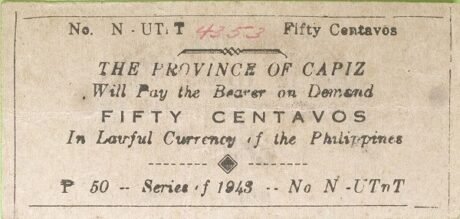 No. N - UTnT 4353 Fifty Centavos
THE PROVINCE OF CAPIZ
Will Pay the Bearer on Demand
FIFTY CENTAVOS
In Lawful Currency of the Philippines
₱ 50 -- Series of 1943 -- No N -UTnT